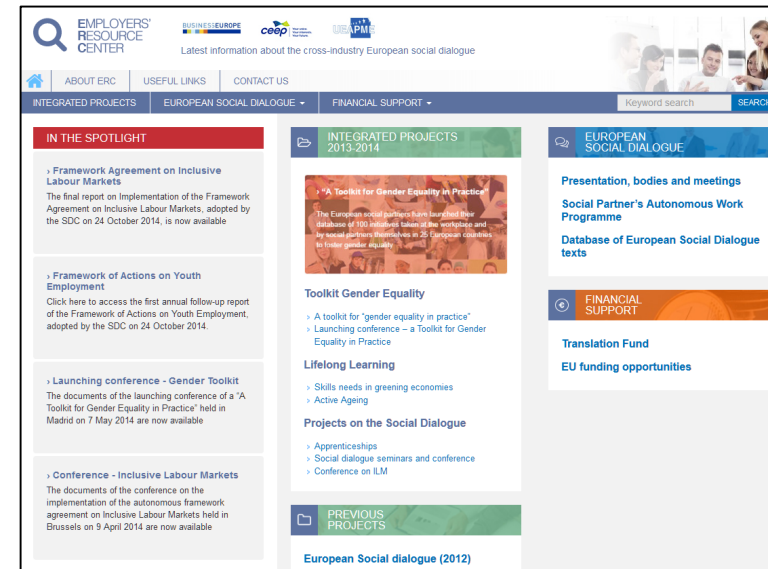 EMPLOYERS'
RESOURCE
CENTER
BUSINESSEUROPE
ceep
UEAPME
Latest information about the cross-industry European social dialogue
ABOUT ERC
USEFUL LINKS
CONTACT US
INTEGRATED PROJECTS
EUROPEAN SOCIAL DIALOGUE
FINANCIAL SUPPORT
Keyword search
SEARCH
IN THE SPOTLIGHT
› Framework Agreement on Inclusive
Labour Markets
The final report on Implementation of the Framework
Agreement on Inclusive Labour Markets, adopted by
the SDC on 24 October 2014, is now available
› Framework of Actions on Youth
Employment
Click here to access the first annual follow-up report
of the Framework of Actions on Youth Employment,
adopted by the SDC on 24 October 2014.
› Launching conference - Gender Toolkit
The documents of the launching conference of a “A
Toolkit for Gender Equality in Practice” held in
Madrid on 7 May 2014 are now available
› Conference - Inclusive Labour Markets
The documents of the conference on the
implementation of the autonomous framework
agreement on Inclusive Labour Markets held in
Brussels on 9 April 2014 are now available
INTEGRATED PROJECTS
2013-2014
› “A Toolkit for Gender Equality in Practice”
The European social partners have launched their
database of 100 initiatives taken at the workplace and
by social partners themselves in 25 European countries
to foster gender equality
Toolkit Gender Equality
› A toolkit for “gender equality in practice”
› Launching conference – a Toolkit for Gender
Equality in Practice
Lifelong Learning
› Skills needs in greening economies
› Active Ageing
Projects on the Social Dialogue
› Apprenticeships
› Social dialogue seminars and conference
› Conference on ILM
PREVIOUS
PROJECTS
European Social dialogue (2012)
EUROPEAN
SOCIAL DIALOGUE
Presentation, bodies and meetings
Social Partner’s Autonomous Work
Programme
Database of European Social Dialogue
texts
FINANCIAL
SUPPORT
Translation Fund
EU funding opportunities